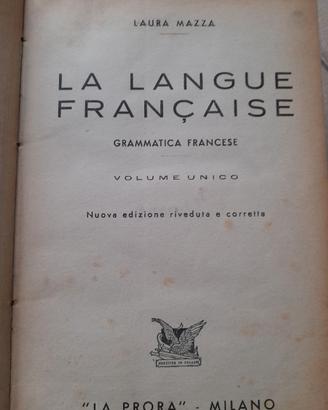 LAURA MAZZA
LA LANGUE
FRANÇAISE
GRAMMATICA FRANCESE
VOLUME UNICO
Nuova edizione riveduta e corretta
"LA PRORA" - MILANO